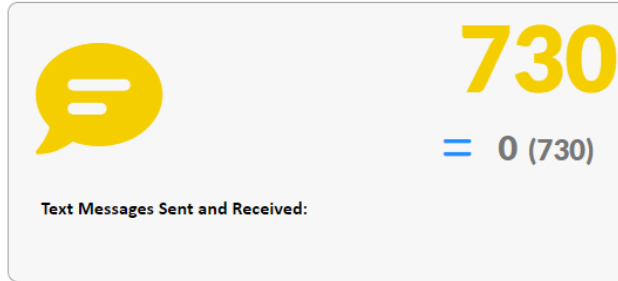 730
= 0 (730)
Text Messages Sent and Received: